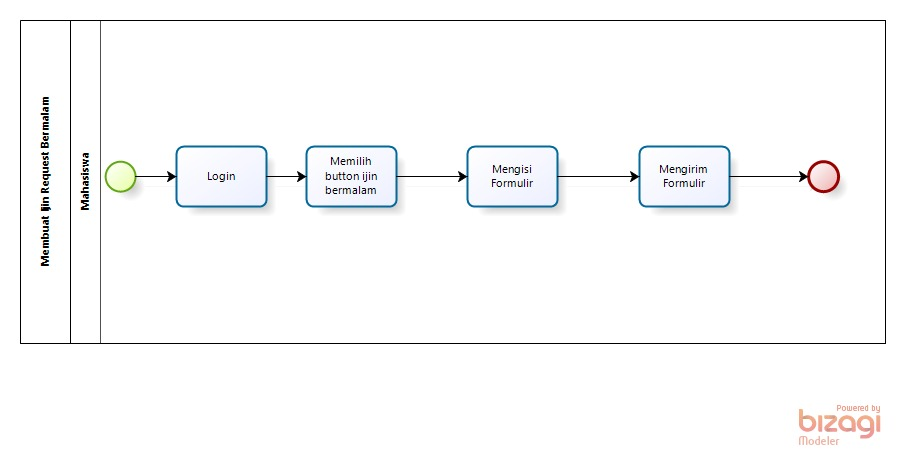 Membuat Ijin Request Bermalam
Mahasiswa
Login
Memilih
button ijin
bermalam
Mengisi
Formulir
Mengirim
Formulir
Powered by
bizagi
Modeler